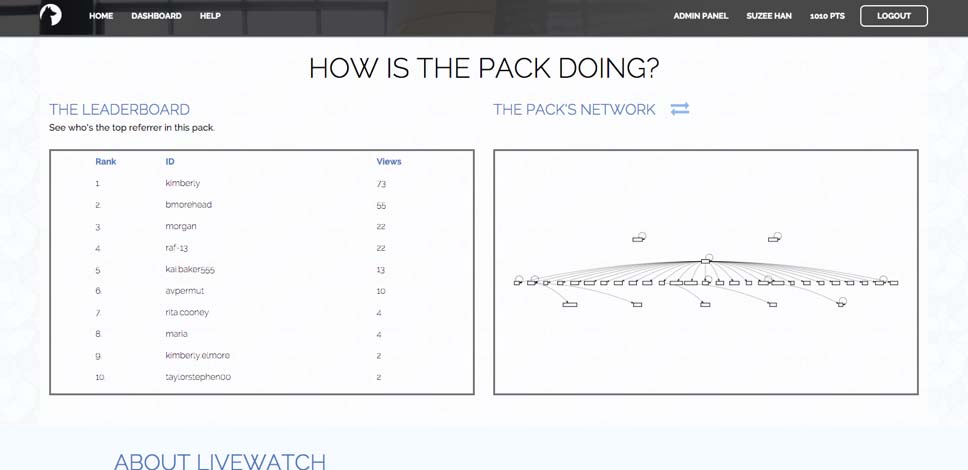 HOME DASHBOARD HELP ADMIN PANEL SUZEE HAN 1010 PTS LOGOUT
HOW IS THE PACK DOING?
THE LEADERBOARD
See who's the top referrer in this pack.
Rank ID Views
1. kimberly 73
2. bmorehead 55
3. morgan 22
4. raf-13 22
5. kai.baker555 13
6. avpermut 10
7. rita.cooney 4
8. maria 4
9. kimberly.elmore 2
10. taylorstephen00 2
THE PACK'S NETWORK
ABOUT LIVEWATCH